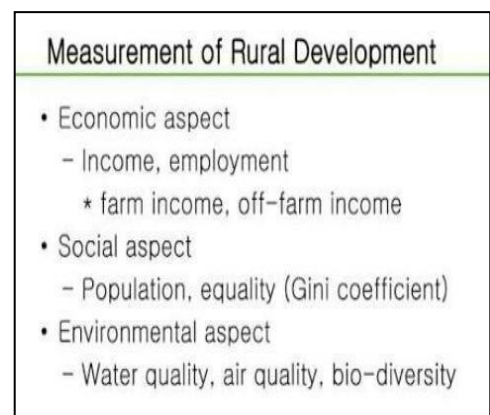 Measurement of Rural Development
• Economic aspect
– Income, employment
* farm income, off-farm income
• Social aspect
– Population, equality (Gini coefficient)
• Environmental aspect
– Water quality, air quality, bio-diversity